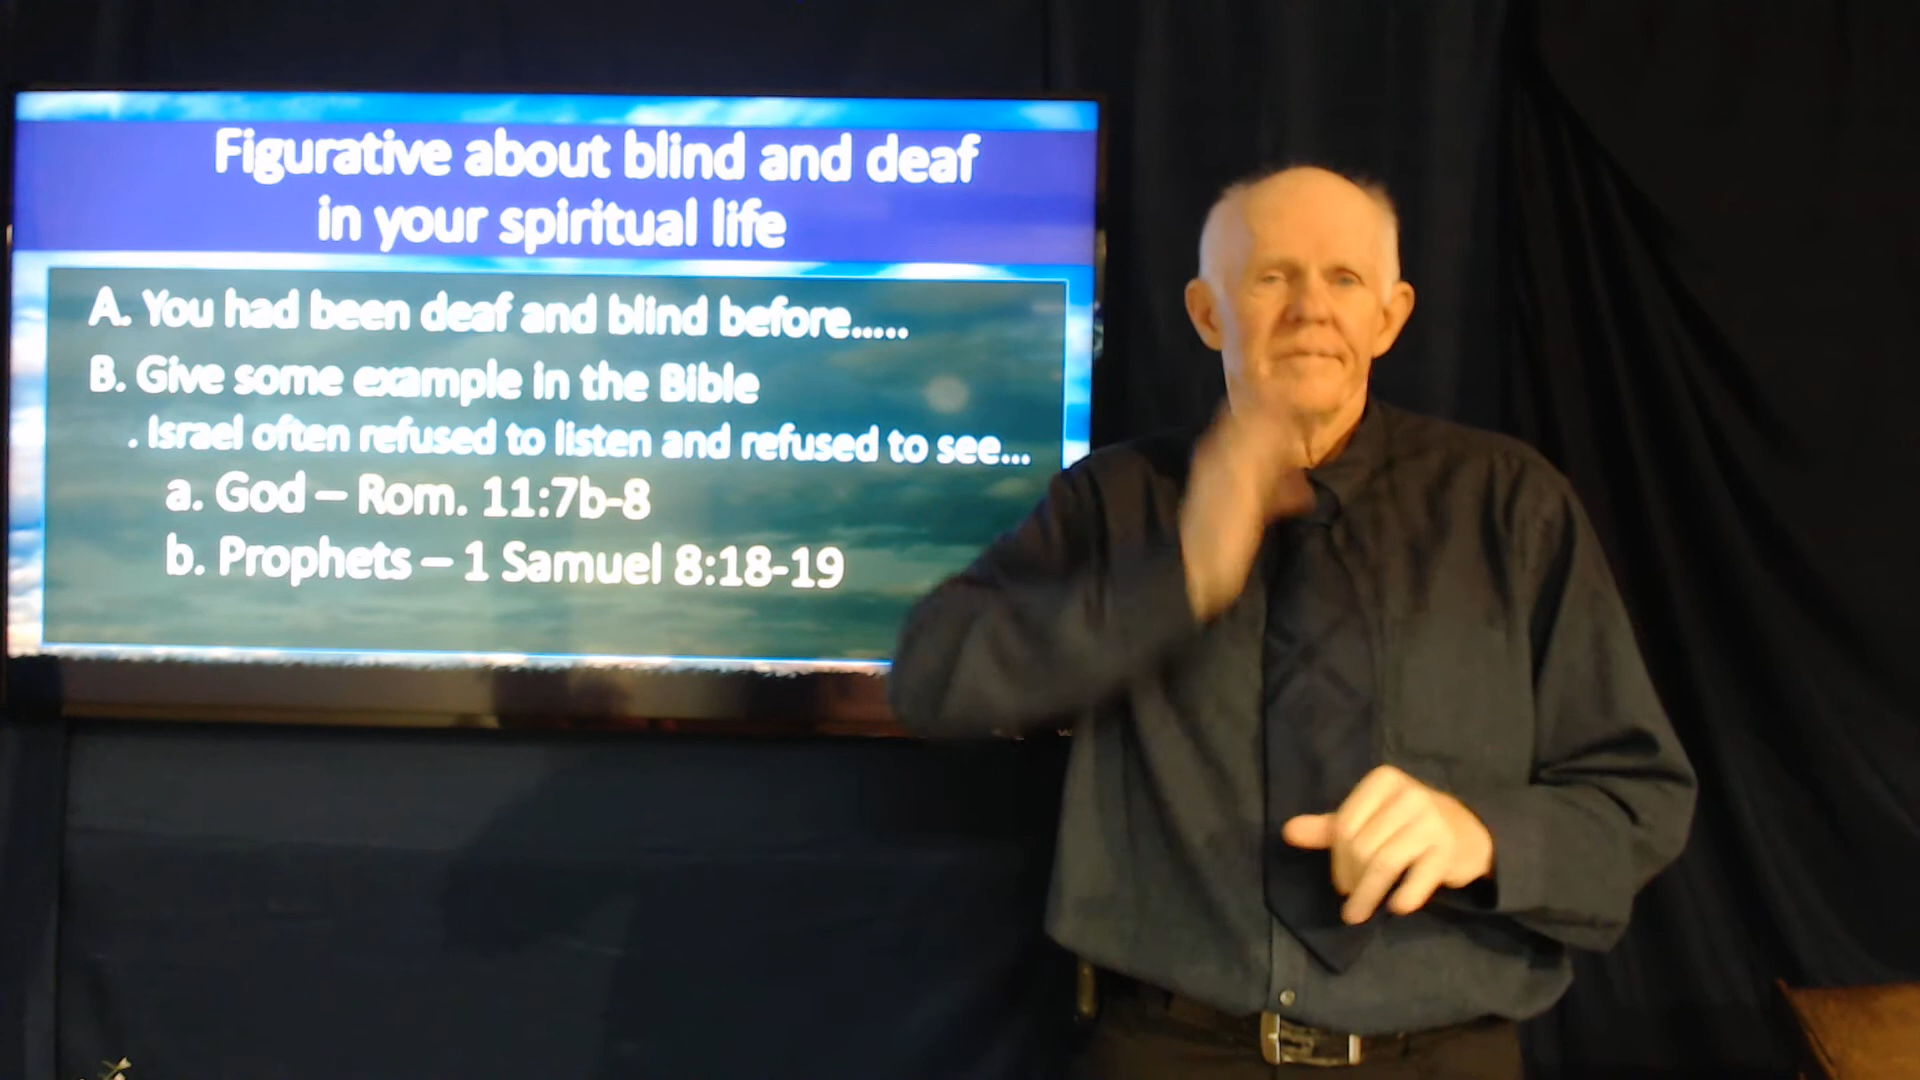 Figurative about blind and deaf
in your spiritual life
A. You had been deaf and blind before.....
B. Give some example in the Bible
. Israel often refused to listen and refused to see...
a. God – Rom. 11:7b-8
b. Prophets – 1 Samuel 8:18-19